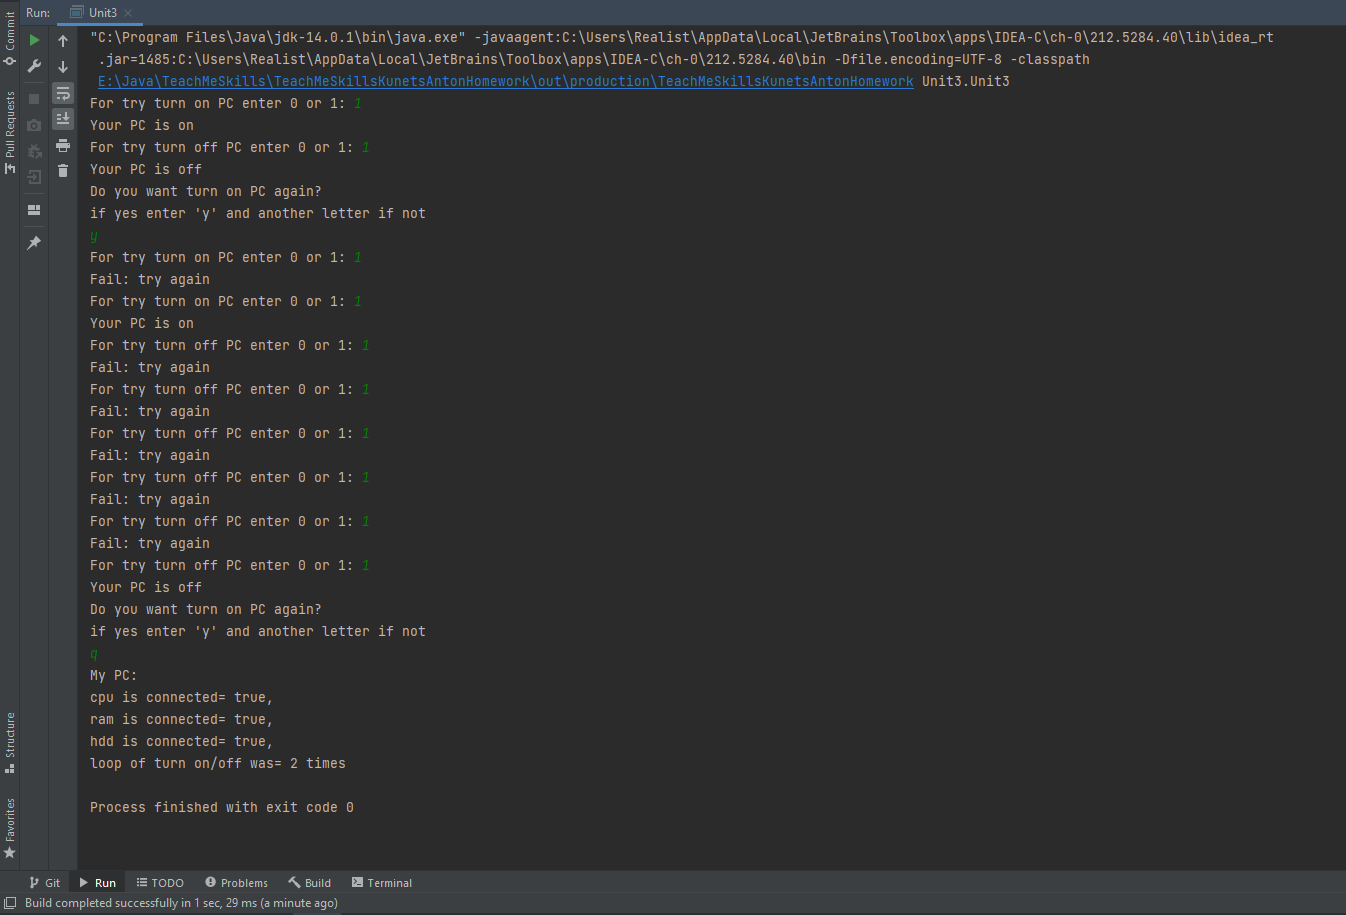 Run: Unit3
"C:\Program Files\Java\jdk-14.0.1\bin\java.exe" -javaagent:C:\Users\Realist\AppData\Local\JetBrains\Toolbox\apps\IDEA-C\ch-0\212.5284.40\lib\idea_rt
.jar=1485:C:\Users\Realist\AppData\Local\JetBrains\Toolbox\apps\IDEA-C\ch-0\212.5284.40\bin -Dfile.encoding=UTF-8 -classpath
E:\Java\TeachMeSkills\TeachMeSkillsKunetsAntonHomework\out\production\TeachMeSkillsKunetsAntonHomework Unit3.Unit3
For try turn on PC enter 0 or 1: 1
Your PC is on
For try turn off PC enter 0 or 1: 1
Your PC is off
Do you want turn on PC again?
if yes enter 'y' and another letter if not
y
For try turn on PC enter 0 or 1: 1
Fail: try again
For try turn on PC enter 0 or 1: 1
Your PC is on
For try turn off PC enter 0 or 1: 1
Fail: try again
For try turn off PC enter 0 or 1: 1
Fail: try again
For try turn off PC enter 0 or 1: 1
Fail: try again
For try turn off PC enter 0 or 1: 1
Fail: try again
For try turn off PC enter 0 or 1: 1
Fail: try again
For try turn off PC enter 0 or 1: 1
Your PC is off
Do you want turn on PC again?
if yes enter 'y' and another letter if not
q
My PC:
cpu is connected= true,
ram is connected= true,
hdd is connected= true,
loop of turn on/off was= 2 times
Process finished with exit code 0
Commit
Pull Requests
Structure
Favorites
Git Run TODO Problems Build Terminal
Build completed successfully in 1 sec, 29 ms (a minute ago)